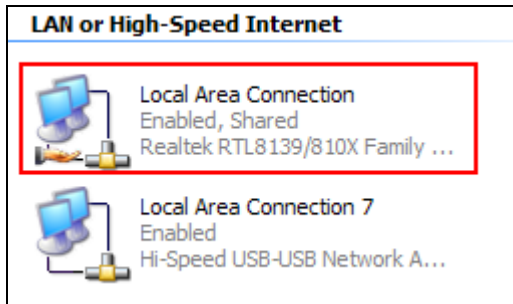 LAN or High-Speed Internet
Local Area Connection
Enabled, Shared
Realtek RTL8139/810X Family ...
Local Area Connection 7
Enabled
Hi-Speed USB-USB Network A...